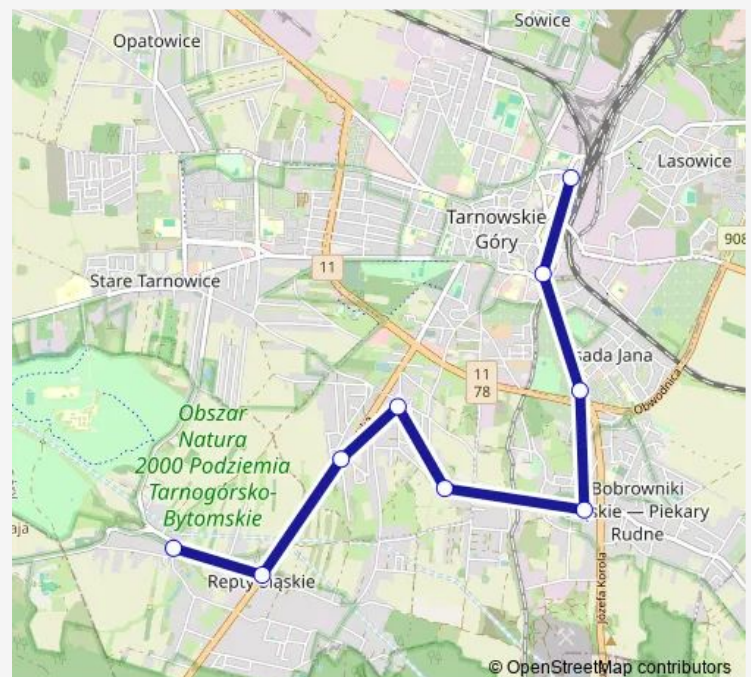 Sowice
Opatowice
Lasowice
Tarnowskie
Góry
908
11
Stare Tarnowice
sada Jana
11
78
Obwodnica
Obszar
Natura
2000 Podziemia
Tarnogórsko-
Bytomskie
Bobrowniki
skie — Piekary
Rudne
aja
Repty Śląskie
Józefa Korola
© OpenStreetMap contributors